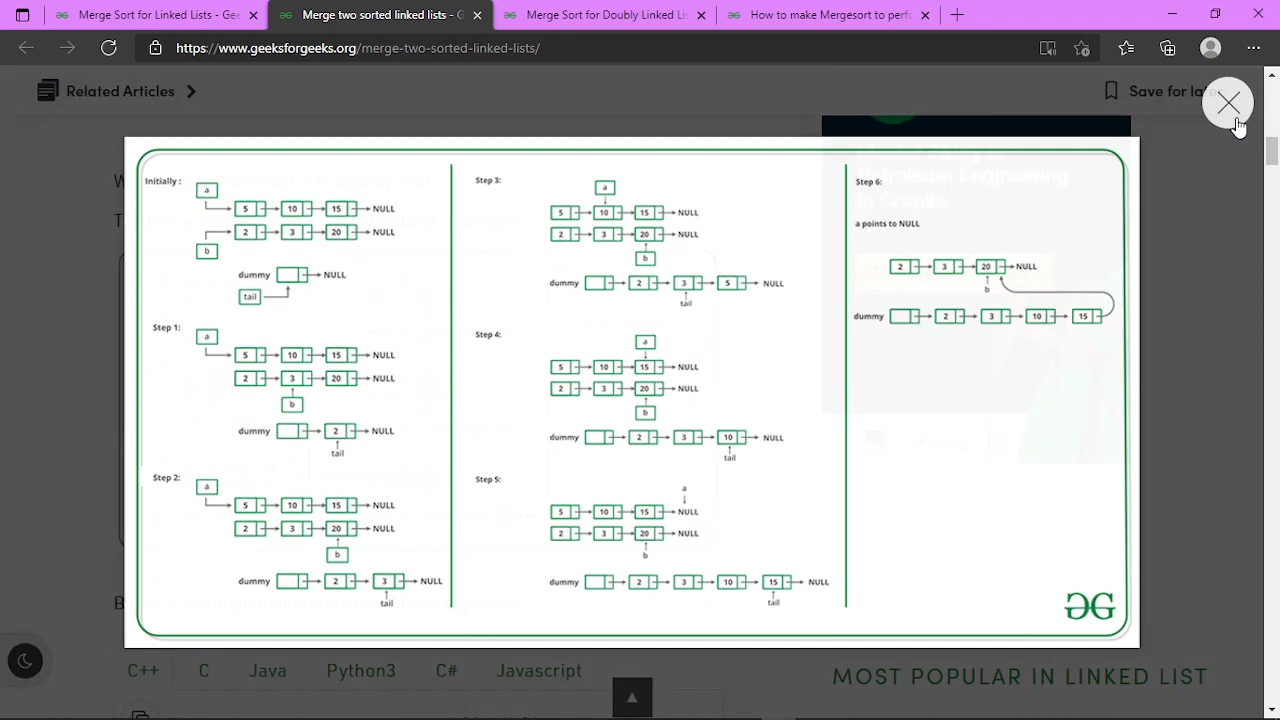 Merge Sort for Linked Lists - Gee
Merge two sorted linked lists - G
Merge Sort for Doubly Linked Lis
How to make Mergesort to perfo
https://www.geeksforgeeks.org/merge-two-sorted-linked-lists/
Related Articles
Save for late
Initially :
a
5 10 15 NULL
2 3 20 NULL
b
dummy NULL
tail
Step 1:
a
5 10 15 NULL
2 3 20 NULL
b
dummy 2 NULL
tail
Step 2:
a
5 10 15 NULL
2 3 20 NULL
b
dummy 2 3 NULL
tail
Step 3:
a
5 10 15 NULL
2 3 20 NULL
b
dummy 2 3 5 NULL
tail
Step 4:
a
5 10 15 NULL
2 3 20 NULL
b
dummy 2 3 10 NULL
tail
Step 5:
a
5 10 15 NULL
2 3 20 NULL
b
dummy 2 3 10 15 NULL
tail
Step 6:
a points to NULL
2 3 20 NULL
b
dummy 2 3 10 15
C++ C Java Python3 C# Javascript
MOST POPULAR IN LINKED LIST